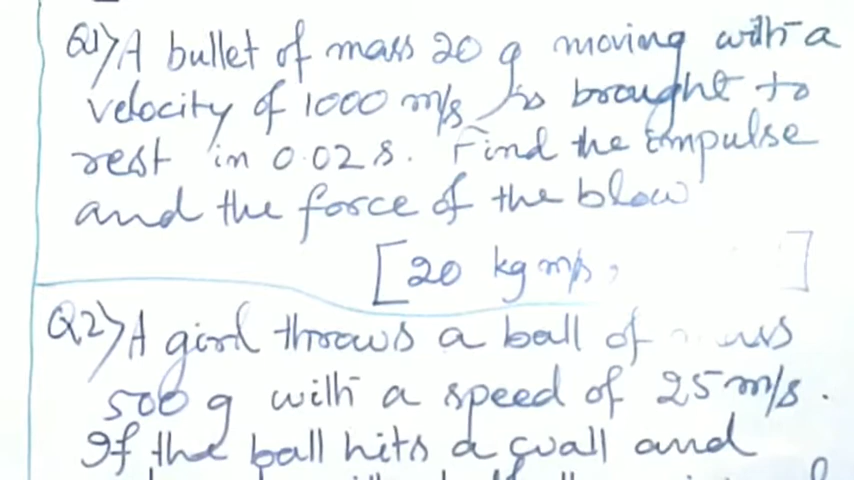 Q1> A bullet of mass 20 g moving with a
velocity of 1000 m/s is brought to
rest in 0.02 s. Find the impulse
and the force of the blow
[20 kg m/s, ]
Q2> A girl throws a ball of
500 g with a speed of 25 m/s.
If the ball hits a wall and